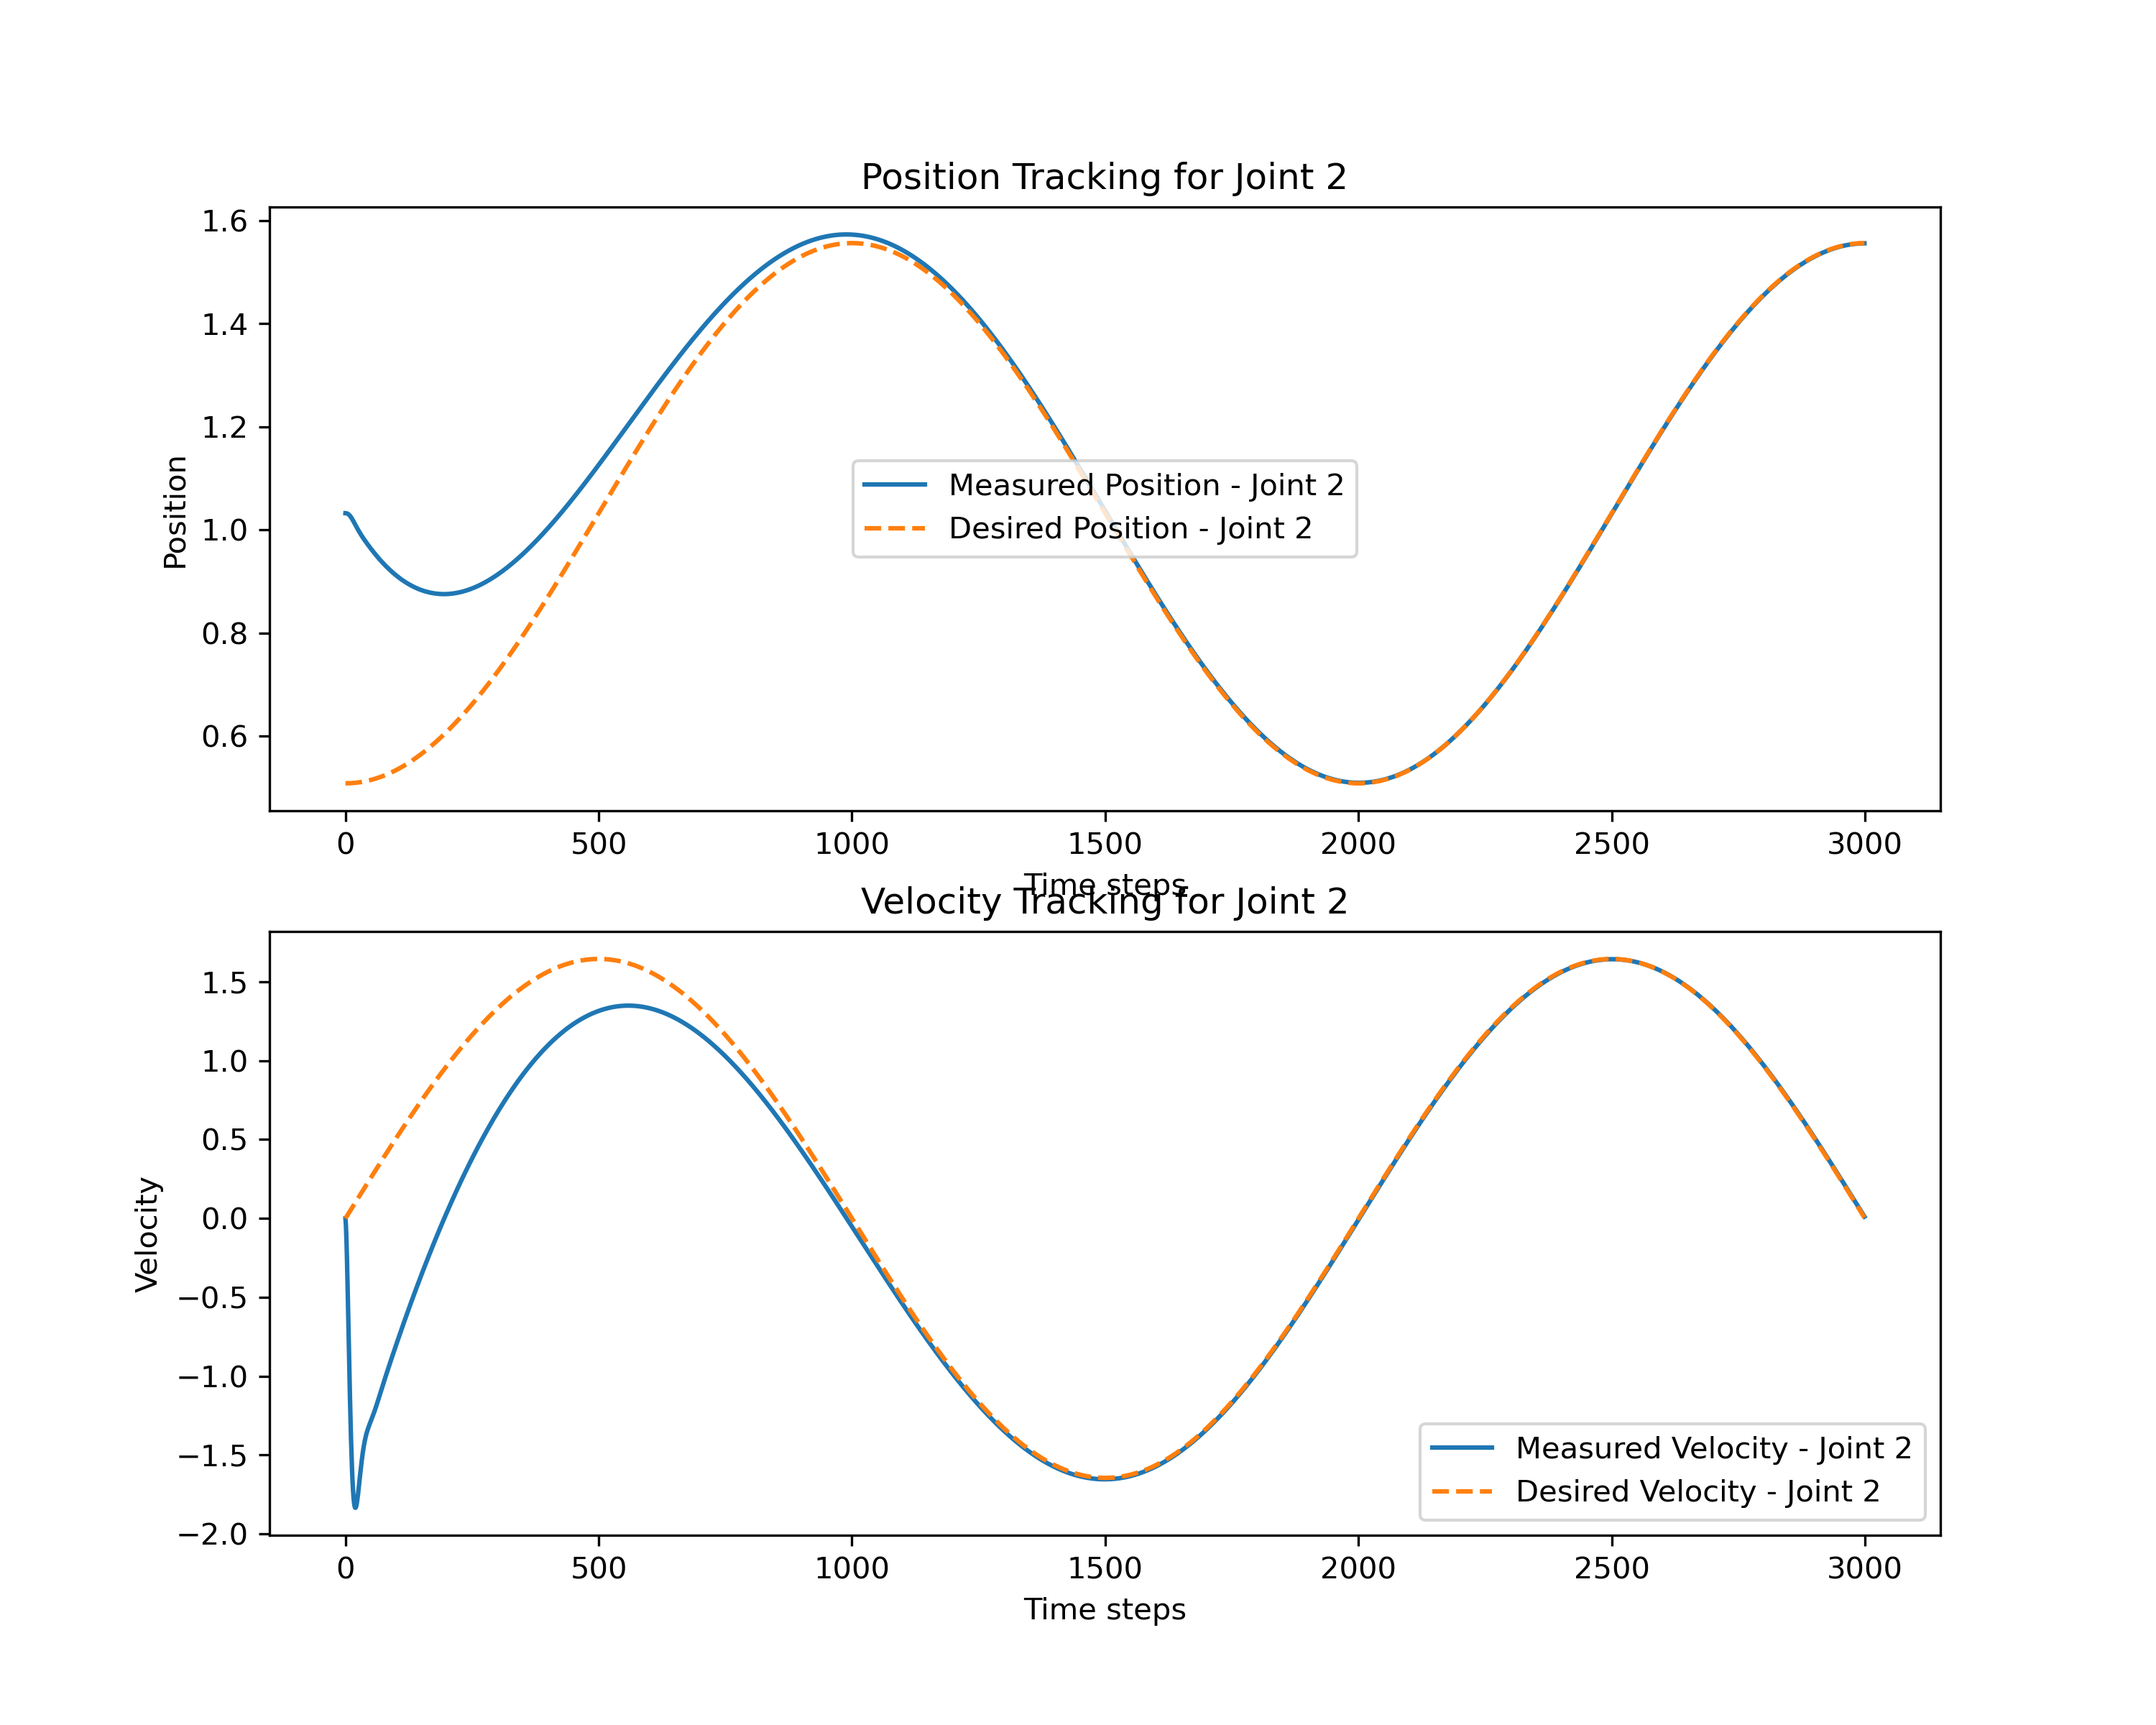 Position Tracking for Joint 2
1.6
1.4
1.2
1.0
0.8
0.6
Position
Measured Position - Joint 2
Desired Position - Joint 2
0 500 1000 1500 2000 2500 3000
Time steps
Velocity Tracking for Joint 2
1.5
1.0
0.5
0.0
−0.5
−1.0
−1.5
−2.0
Velocity
Measured Velocity - Joint 2
Desired Velocity - Joint 2
0 500 1000 1500 2000 2500 3000
Time steps